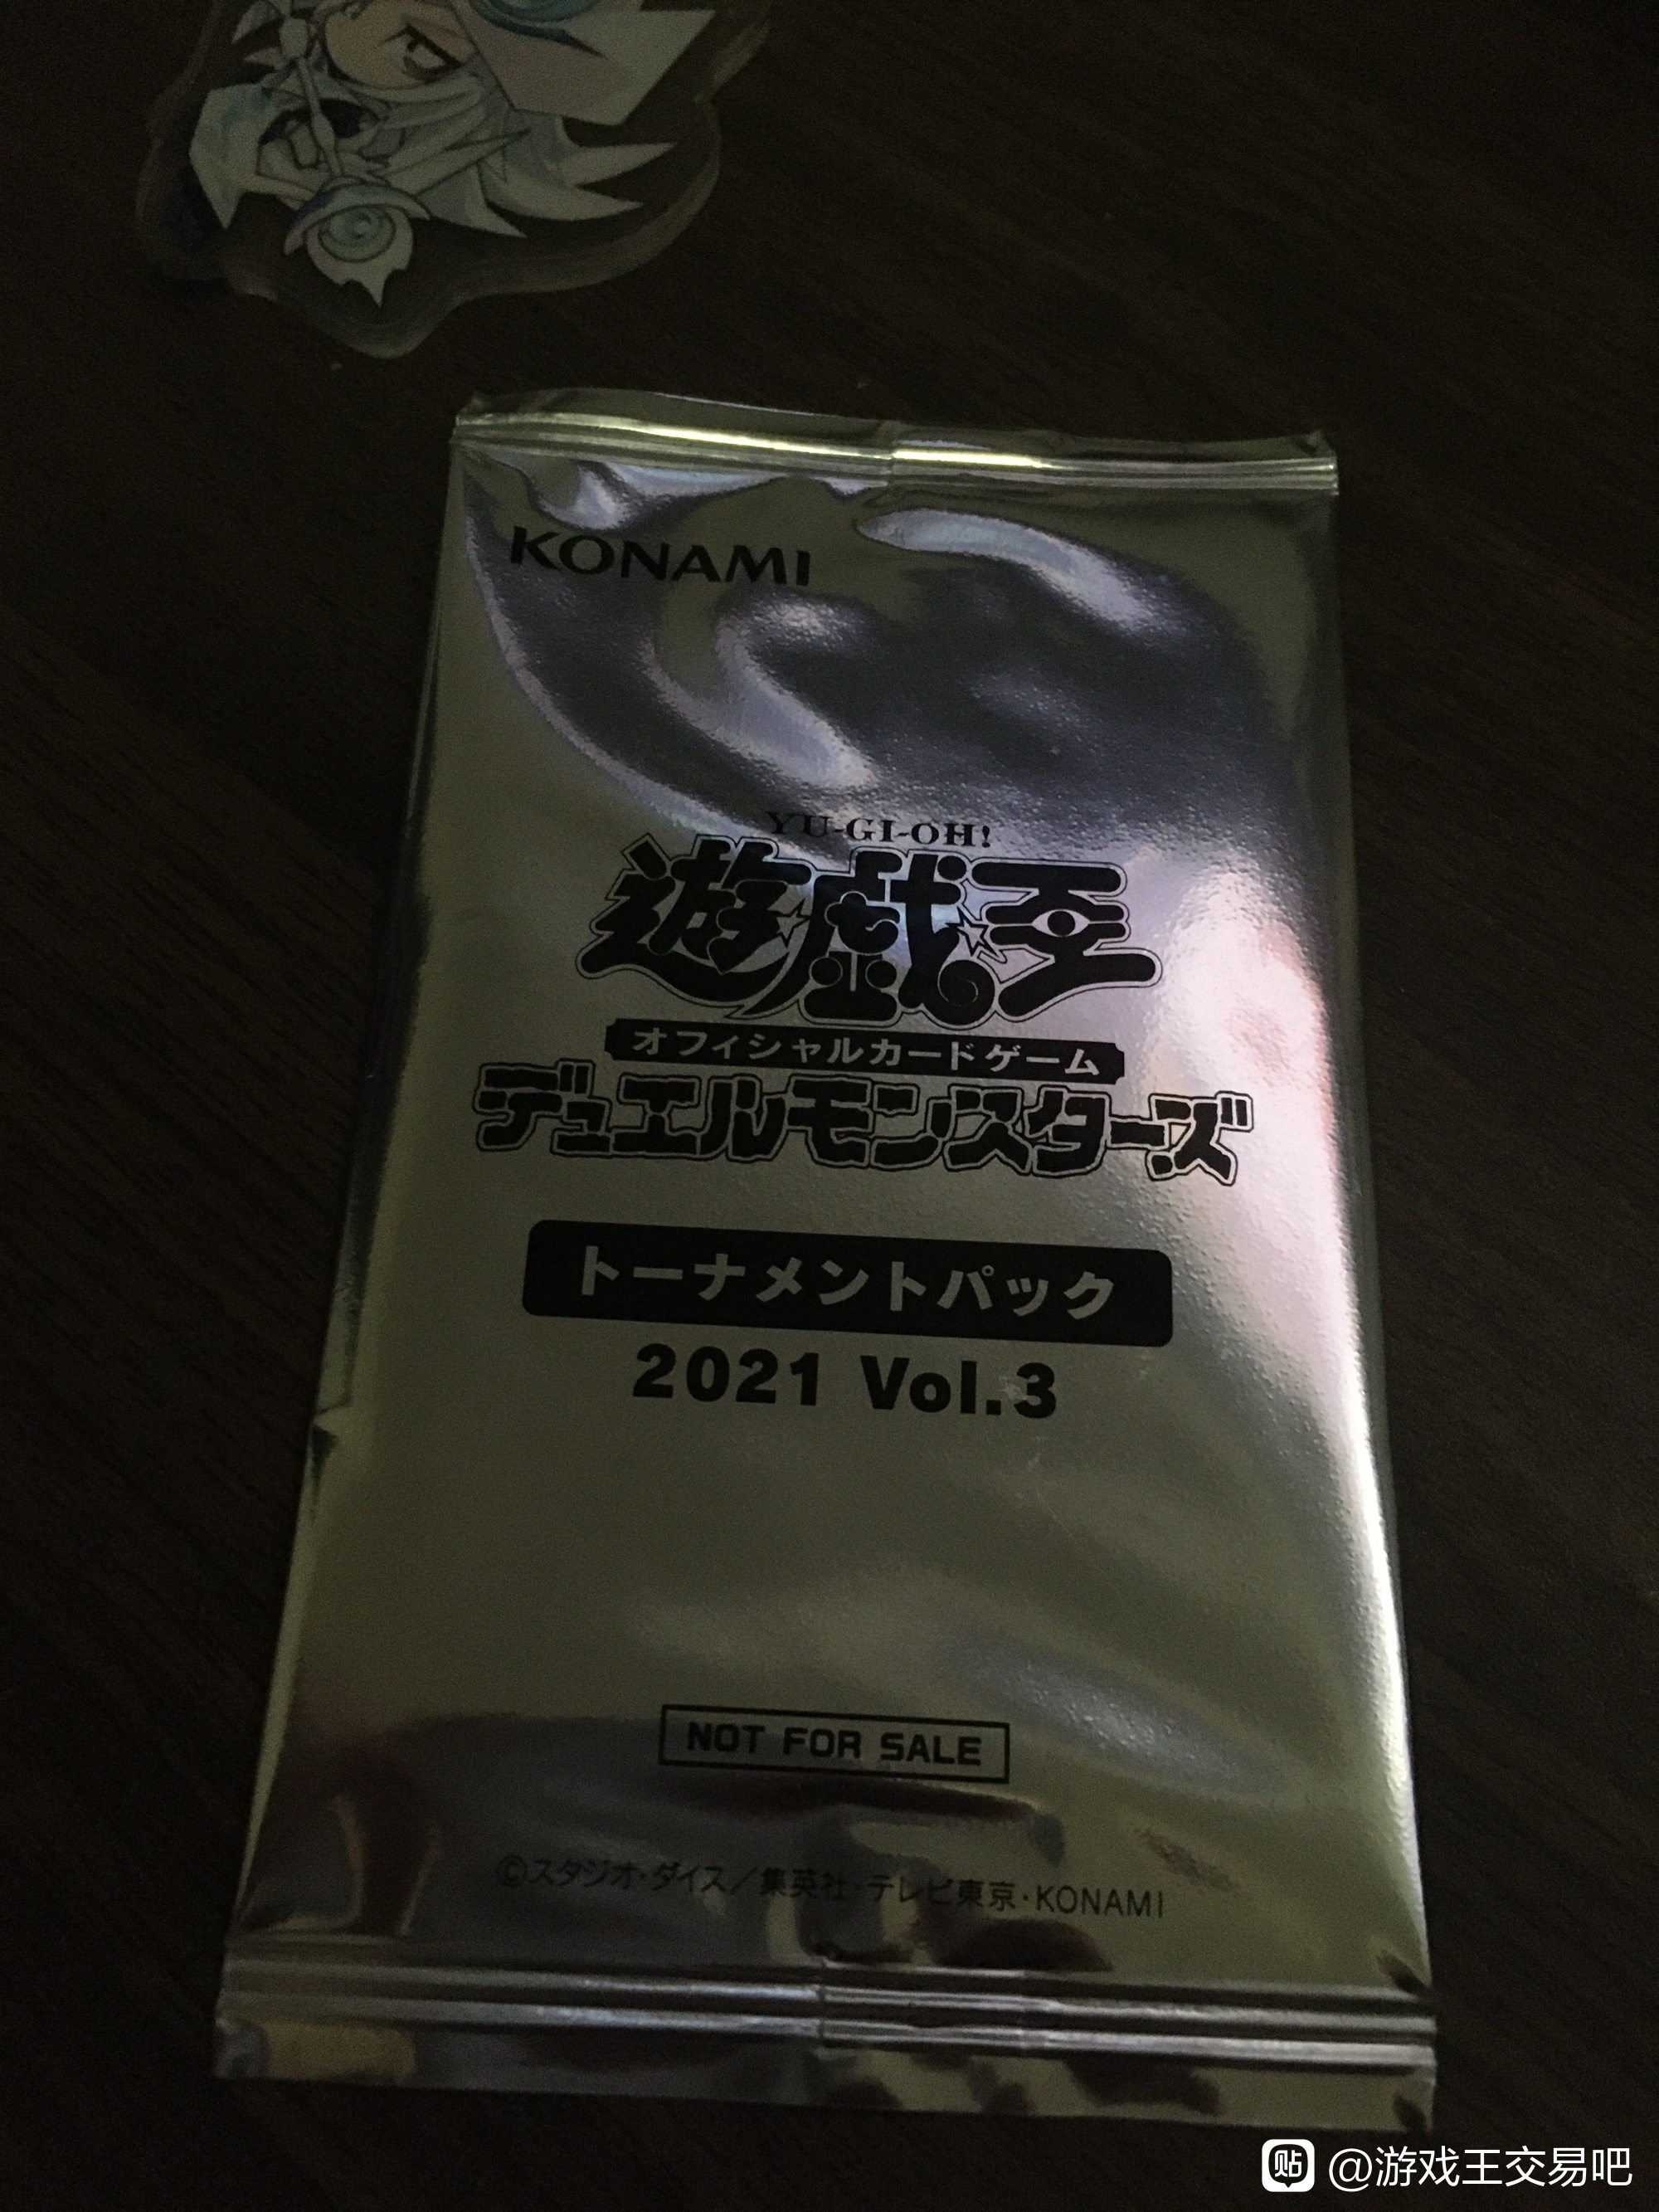 KONAMI
YU-GI-OH!
遊戯王
オフィシャルカードゲーム
デュエルモンスターズ
トーナメントパック
2021 Vol.3
NOT FOR SALE
©スタジオ・ダイス/集英社・テレビ東京・KONAMI
贴 @游戏王交易吧